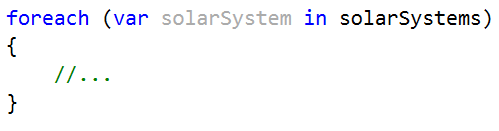 foreach (var solarSystem in solarSystems)
{
    //...
}